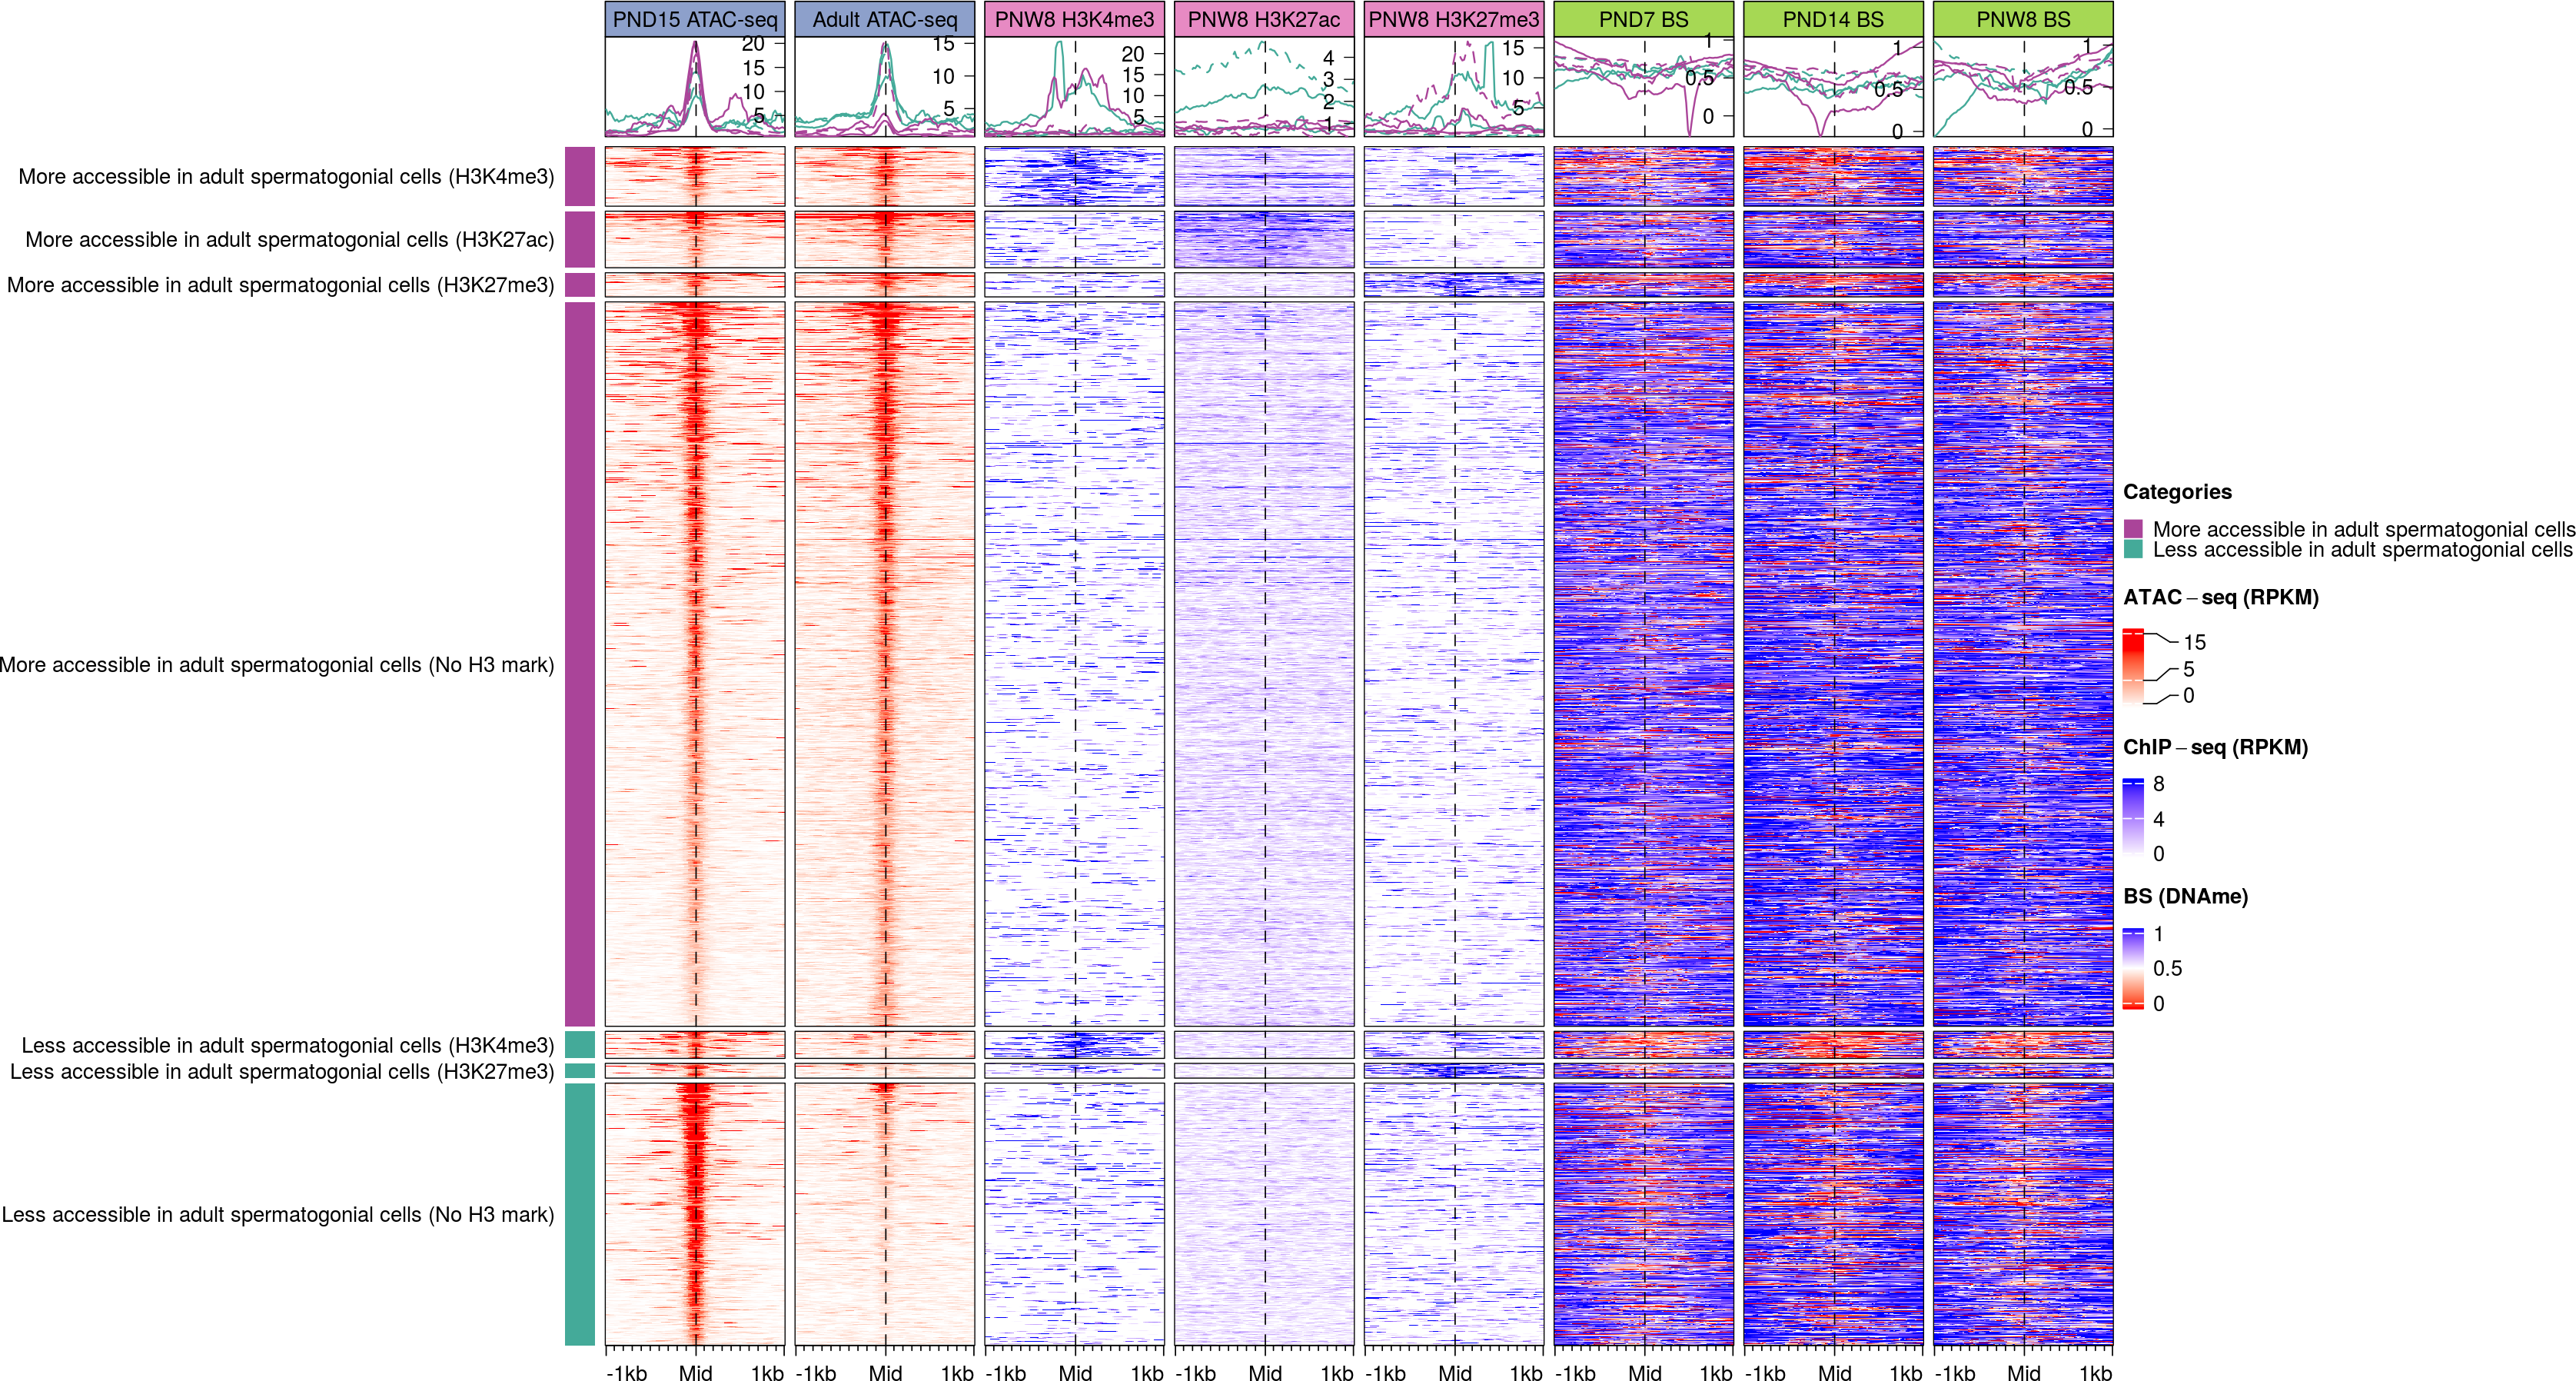 PND15 ATAC-seq
Adult ATAC-seq
PNW8 H3K4me3
PNW8 H3K27ac
PNW8 H3K27me3
PND7 BS
PND14 BS
PNW8 BS
20
15
10
5
15
10
5
20
15
10
5
4
3
2
1
15
10
5
1
0.5
0
1
0.5
0
1
0.5
0
More accessible in adult spermatogonial cells (H3K4me3)
More accessible in adult spermatogonial cells (H3K27ac)
More accessible in adult spermatogonial cells (H3K27me3)
More accessible in adult spermatogonial cells (No H3 mark)
Less accessible in adult spermatogonial cells (H3K4me3)
Less accessible in adult spermatogonial cells (H3K27me3)
Less accessible in adult spermatogonial cells (No H3 mark)
-1kb Mid 1kb
-1kb Mid 1kb
-1kb Mid 1kb
-1kb Mid 1kb
-1kb Mid 1kb
-1kb Mid 1kb
-1kb Mid 1kb
-1kb Mid 1kb
Categories
More accessible in adult spermatogonial cells
Less accessible in adult spermatogonial cells
ATAC−seq (RPKM)
15
5
0
ChIP−seq (RPKM)
8
4
0
BS (DNAme)
1
0.5
0